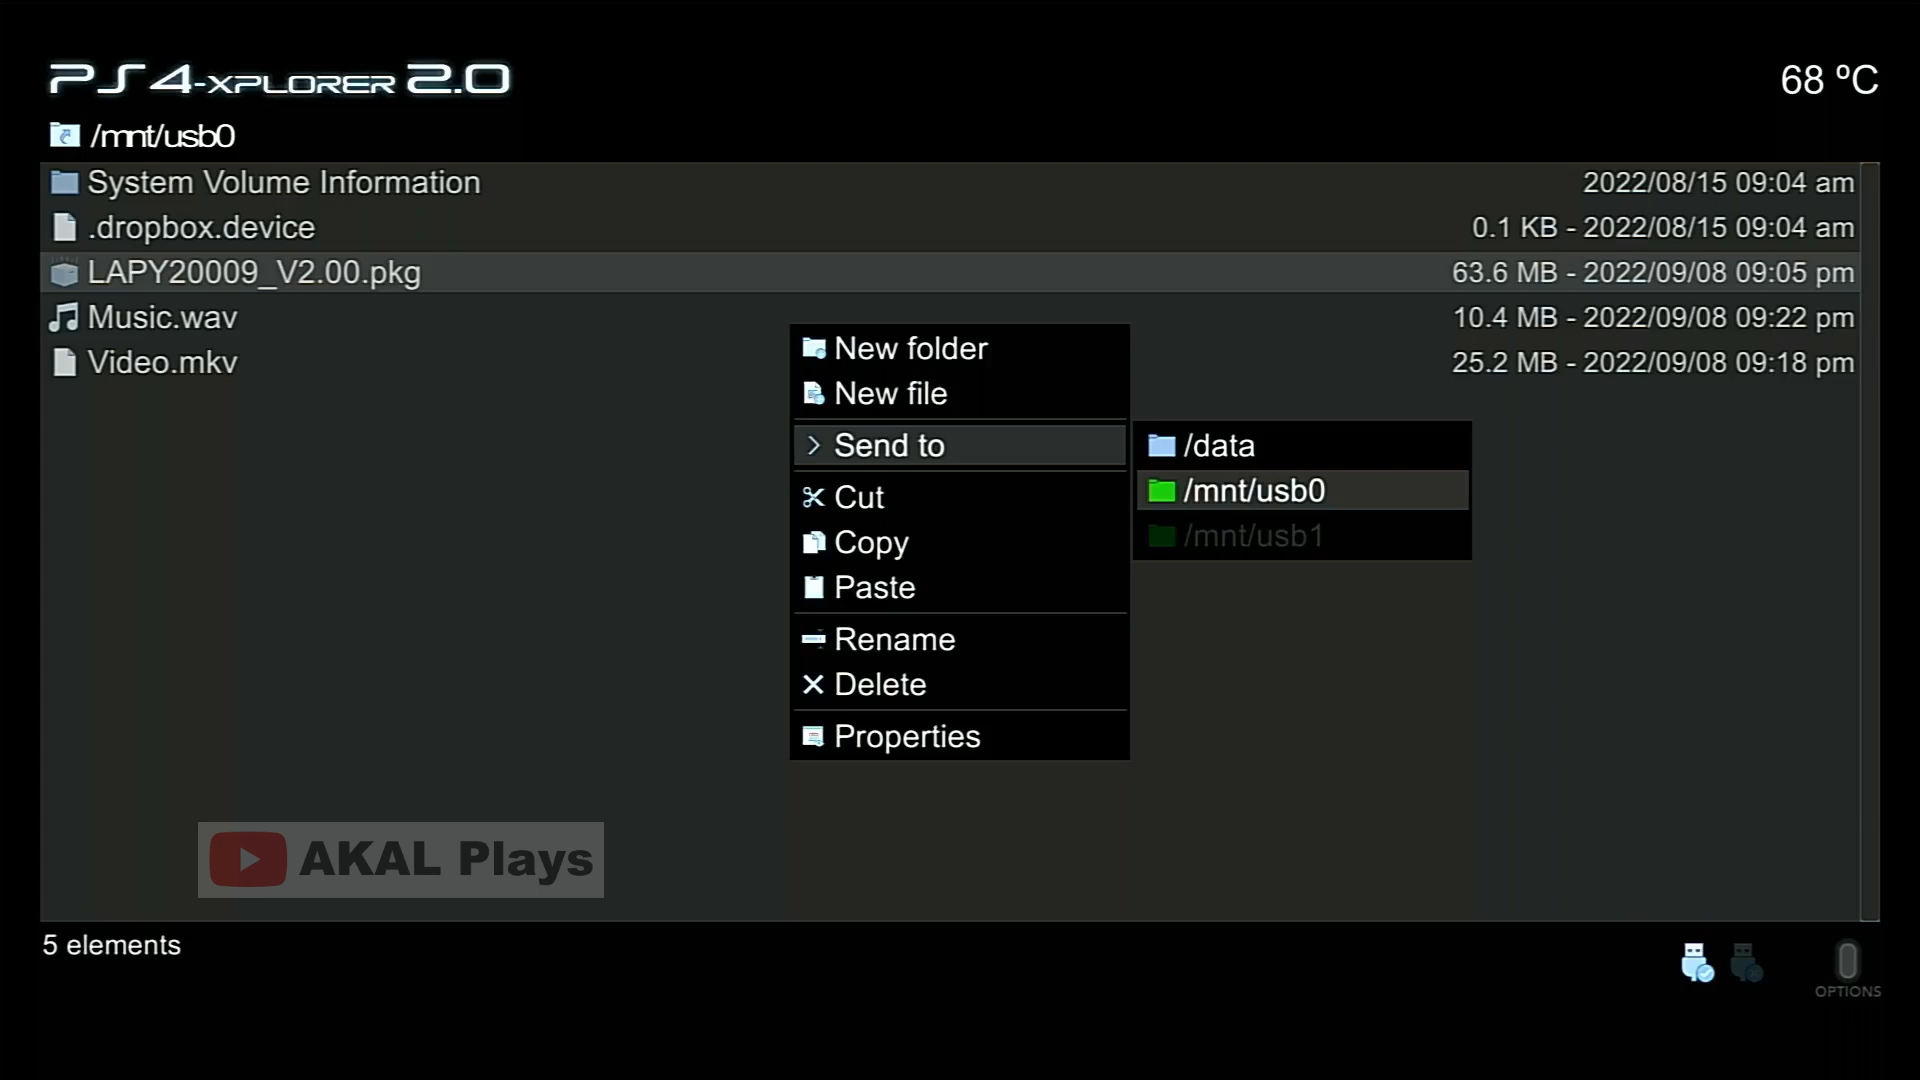 PS4-XPLORER 2.0
68 ºC
/mnt/usb0
System Volume Information 2022/08/15 09:04 am
.dropbox.device 0.1 KB - 2022/08/15 09:04 am
LAPY20009_V2.00.pkg 63.6 MB - 2022/09/08 09:05 pm
Music.wav 10.4 MB - 2022/09/08 09:22 pm
Video.mkv 25.2 MB - 2022/09/08 09:18 pm
New folder
New file
Send to
Cut
Copy
Paste
Rename
Delete
Properties
/data
/mnt/usb0
/mnt/usb1
AKAL Plays
5 elements
OPTIONS